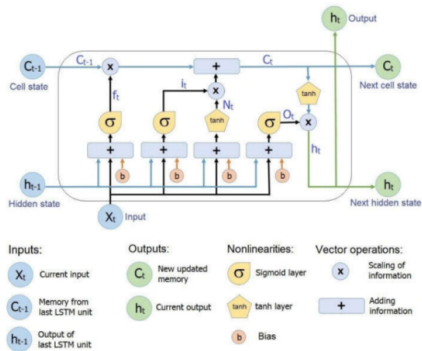 hₜ Output
Cₜ₋₁ Cₜ₋₁ x + Cₜ Cₜ
Cell state Next cell state
fₜ iₜ x tanh
Nₜ
σ σ tanh σ Oₜ x
hₜ
+ + + +
hₜ₋₁ b b b b hₜ
Hidden state Next hidden state
Xₜ Input
Inputs: Outputs: Nonlinearities: Vector operations:
Xₜ Current input Cₜ New updated memory σ Sigmoid layer x Scaling of information
Cₜ₋₁ Memory from last LSTM unit hₜ Current output tanh tanh layer + Adding information
hₜ₋₁ Output of last LSTM unit b Bias